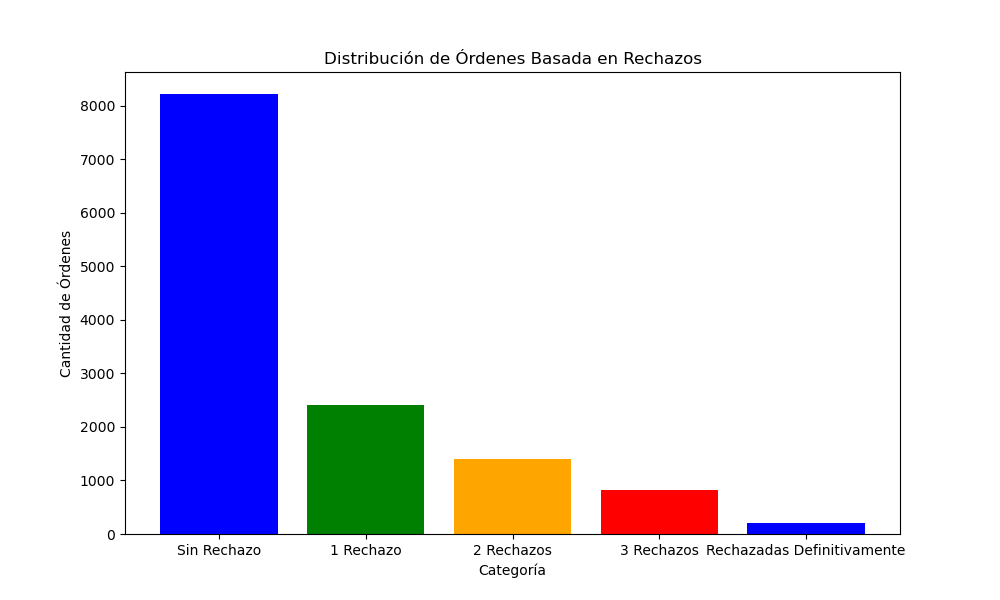 Distribución de Órdenes Basada en Rechazos
Cantidad de Órdenes
8000
7000
6000
5000
4000
3000
2000
1000
0
Sin Rechazo 1 Rechazo 2 Rechazos 3 Rechazos Rechazadas Definitivamente
Categoría